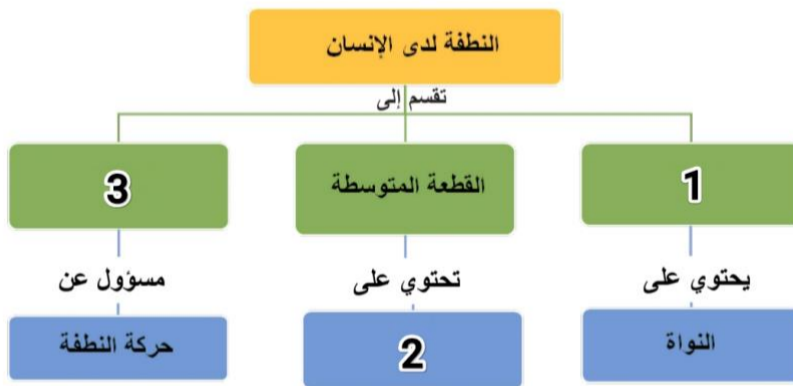 النطفة لدى الإنسان
تقسم إلى
1
القطعة المتوسطة
3
يحتوي على
تحتوي على
مسؤول عن
النواة
2
حركة النطفة